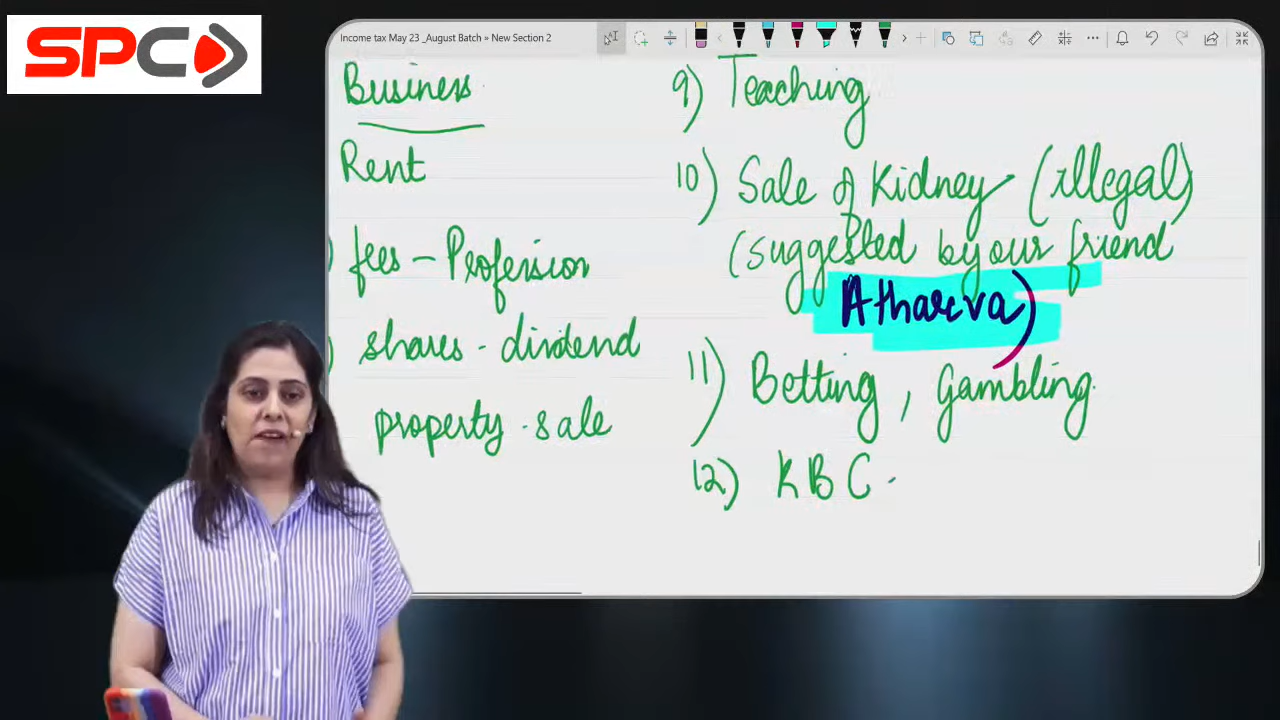 SPC
Income tax May 23 _August Batch » New Section 2
Business
Rent
) fees - Profession
) shares - dividend
property - sale
9) Teaching
10) Sale of Kidney (illegal)
(suggested by our friend
Atharva)
11) Betting, Gambling.
12) KBC -